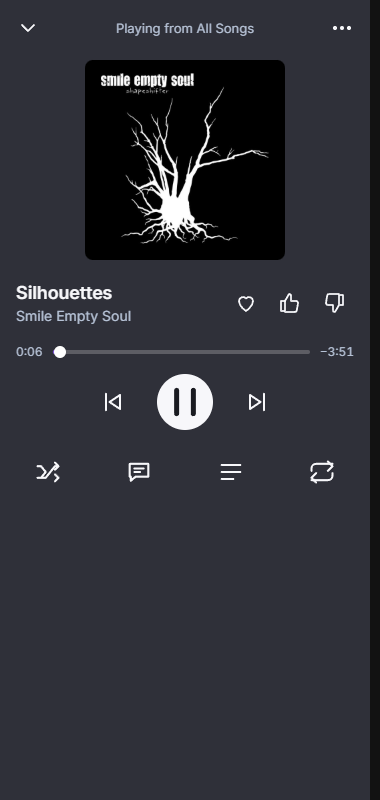 Playing from All Songs
smile empty soul
shapeshifter
Silhouettes
Smile Empty Soul
0:06
−3:51